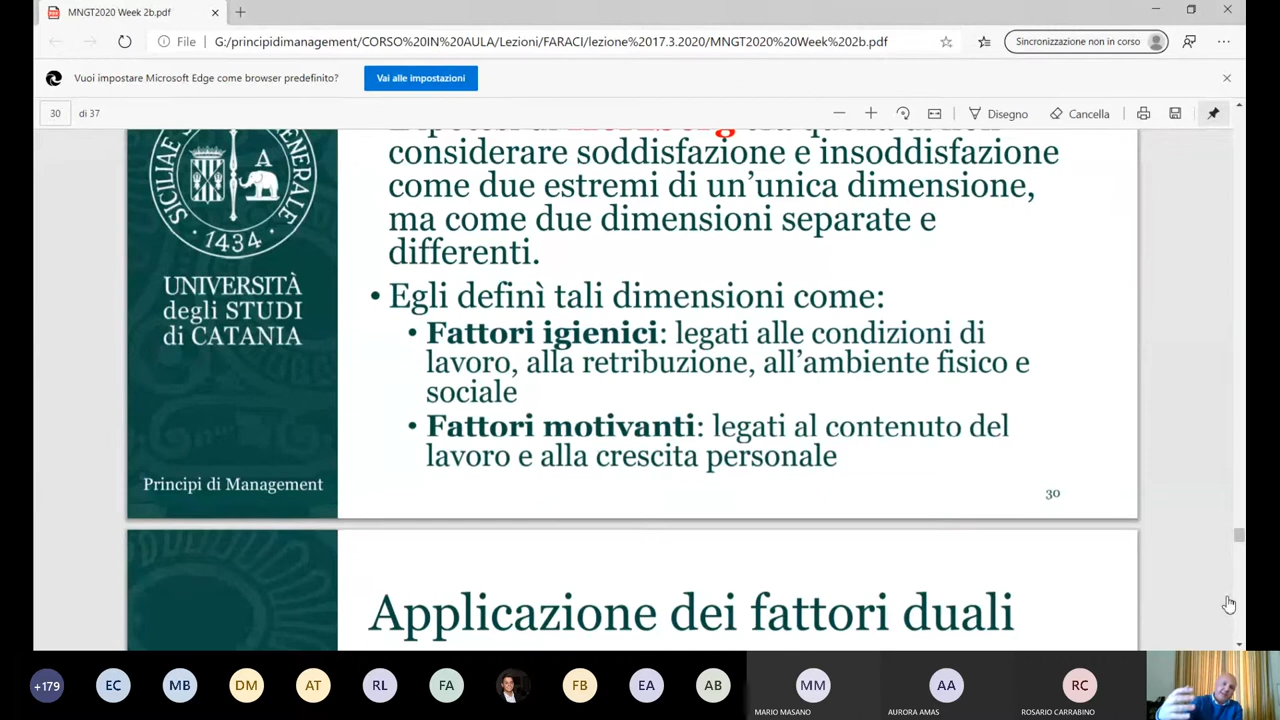 MNGT2020 Week 2b.pdf
File G:/principidimanagement/CORSO%20IN%20AULA/Lezioni/FARACI/lezione%2017.3.2020/MNGT2020%20Week%202b.pdf
Sincronizzazione non in corso
Vuoi impostare Microsoft Edge come browser predefinito?
Vai alle impostazioni
30 di 37
Disegno
Cancella
considerare soddisfazione e insoddisfazione
come due estremi di un'unica dimensione,
ma come due dimensioni separate e
differenti.
• Egli definì tali dimensioni come:
• Fattori igienici: legati alle condizioni di
lavoro, alla retribuzione, all'ambiente fisico e
sociale
• Fattori motivanti: legati al contenuto del
lavoro e alla crescita personale
30
SICILIAE
GENERALE
A
1434
UNIVERSITÀ
degli STUDI
di CATANIA
Principi di Management
Applicazione dei fattori duali
+179
EC
MB
DM
AT
RL
FA
FB
EA
AB
MM
MARIO MASANO
AA
AURORA AMAS
RC
ROSARIO CARRABINO